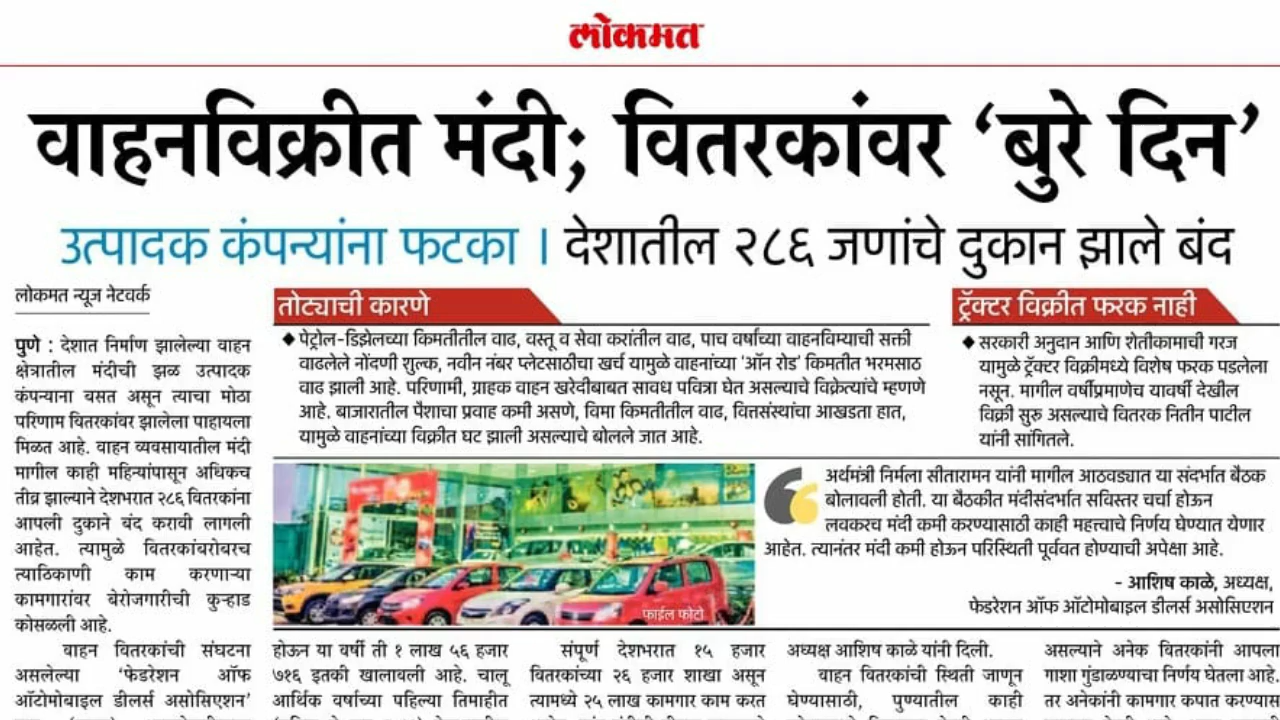 लोकमत
वाहनविक्रीत मंदी; वितरकांवर ‘बुरे दिन’
उत्पादक कंपन्यांना फटका । देशातील २८६ जणांचे दुकान झाले बंद
लोकमत न्यूज नेटवर्क
पुणे : देशात निर्माण झालेल्या वाहन
क्षेत्रातील मंदीची झळ उत्पादक
कंपन्याना बसत असून त्याचा मोठा
परिणाम वितरकांवर झालेला पाहायला
मिळत आहे. वाहन व्यवसायातील मंदी
मागील काही महिन्यांपासून अधिकच
तीव्र झाल्याने देशभरात २८६ वितरकांना
आपली दुकाने बंद करावी लागली
आहेत. त्यामुळे वितरकांबरोबरच
त्याठिकाणी काम करणाऱ्या
कामगारांवर बेरोजगारीची कुऱ्हाड
कोसळली आहे.
वाहन वितरकांची संघटना
असलेल्या ‘फेडरेशन ऑफ
ऑटोमोबाइल डीलर्स असोसिएशन’
तोट्याची कारणे
◆ पेट्रोल-डिझेलच्या किमतीतील वाढ, वस्तू व सेवा करांतील वाढ, पाच वर्षांच्या वाहनविम्याची सक्ती
वाढलेले नोंदणी शुल्क, नवीन नंबर प्लेटसाठीचा खर्च यामुळे वाहनांच्या ‘ऑन रोड’ किमतीत भरमसाठ
वाढ झाली आहे. परिणामी, ग्राहक वाहन खरेदीबाबत सावध पवित्रा घेत असल्याचे विक्रेत्यांचे म्हणणे
आहे. बाजारातील पैशाचा प्रवाह कमी असणे, विमा किमतीतील वाढ, वित्तसंस्थांचा आखडता हात,
यामुळे वाहनांच्या विक्रीत घट झाली असल्याचे बोलले जात आहे.
ट्रॅक्टर विक्रीत फरक नाही
◆ सरकारी अनुदान आणि शेतीकामाची गरज
यामुळे ट्रॅक्टर विक्रीमध्ये विशेष फरक पडलेला
नसून. मागील वर्षीप्रमाणेच यावर्षी देखील
विक्री सुरू असल्याचे वितरक नितीन पाटील
यांनी सांगितले.
फाईल फोटो
अर्थमंत्री निर्मला सीतारामन यांनी मागील आठवड्यात या संदर्भात बैठक
बोलावली होती. या बैठकीत मंदीसंदर्भात सविस्तर चर्चा होऊन
लवकरच मंदी कमी करण्यासाठी काही महत्त्वाचे निर्णय घेण्यात येणार
आहेत. त्यानंतर मंदी कमी होऊन परिस्थिती पूर्ववत होण्याची अपेक्षा आहे.
- आशिष काळे, अध्यक्ष,
फेडरेशन ऑफ ऑटोमोबाइल डीलर्स असोसिएशन
होऊन या वर्षी ती १ लाख ५६ हजार
७१६ इतकी खालावली आहे. चालू
आर्थिक वर्षाच्या पहिल्या तिमाहीत
संपूर्ण देशभरात १५ हजार
वितरकांच्या २६ हजार शाखा असून
त्यामध्ये २५ लाख कामगार काम करत
अध्यक्ष आशिष काळे यांनी दिली.
वाहन वितरकांची स्थिती जाणून
घेण्यासाठी, पुण्यातील काही
असल्याने अनेक वितरकांनी आपला
गाशा गुंडाळण्याचा निर्णय घेतला आहे.
तर अनेकांनी कामगार कपात करण्यास